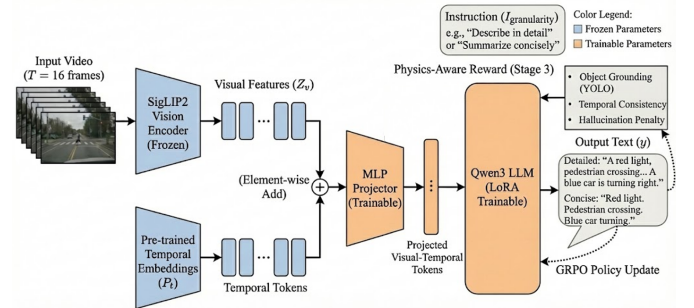 Instruction (I_granularity)
e.g., “Describe in detail”
or “Summarize concisely”
Color Legend:
Frozen Parameters
Trainable Parameters
Input Video
(T = 16 frames)
SigLIP2
Vision
Encoder
(Frozen)
Visual Features (Z_v)
(Element-wise
Add)
Pre-trained
Temporal
Embeddings
(P_t)
Temporal Tokens
MLP
Projector
(Trainable)
Projected
Visual-Temporal
Tokens
Physics-Aware Reward (Stage 3)
Qwen3 LLM
(LoRA
Trainable)
• Object Grounding
(YOLO)
• Temporal Consistency
• Hallucination Penalty
Output Text (y)
Detailed: “A red light,
pedestrian crossing... A
blue car is turning right.”
Concise: “Red light.
Pedestrian crossing.
Blue car turning.”
GRPO Policy Update